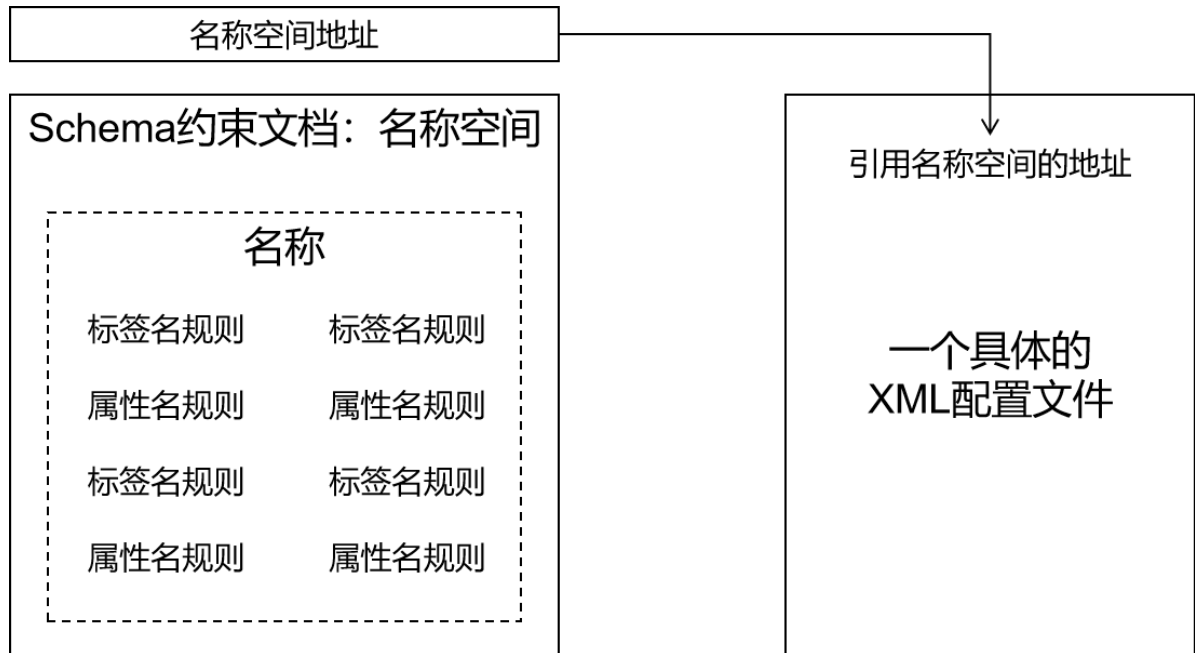 名称空间地址
Schema约束文档：名称空间
名称
标签名规则 标签名规则
属性名规则 属性名规则
标签名规则 标签名规则
属性名规则 属性名规则
引用名称空间的地址
一个具体的
XML配置文件